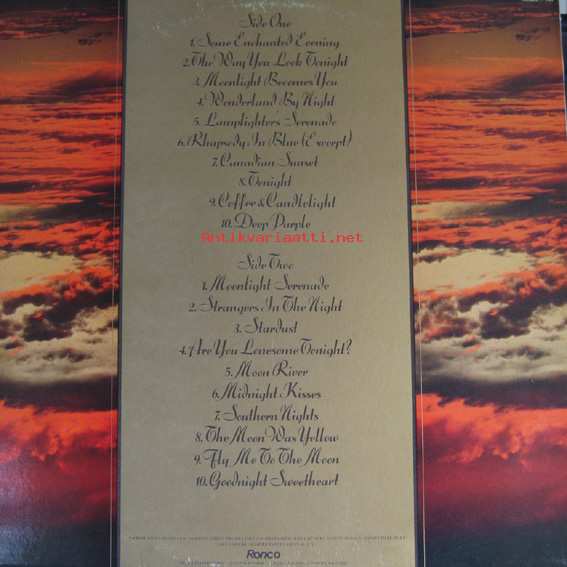 Side One
1. Some Enchanted Evening
2. The Way You Look Tonight
3. Moonlight Becomes You
4. Wonderland By Night
5. Lamplighters Serenade
6. Rhapsody In Blue (Excerpt)
7. Canadian Sunset
8. Tonight
9. Coffee & Candlelight
10. Deep Purple
Antikvariaatti.net
Side Two
1. Moonlight Serenade
2. Strangers In The Night
3. Stardust
4. Are You Lonesome Tonight?
5. Moon River
6. Midnight Kisses
7. Southern Nights
8. The Moon Was Yellow
9. Fly Me To The Moon
10. Goodnight Sweetheart
Ronco